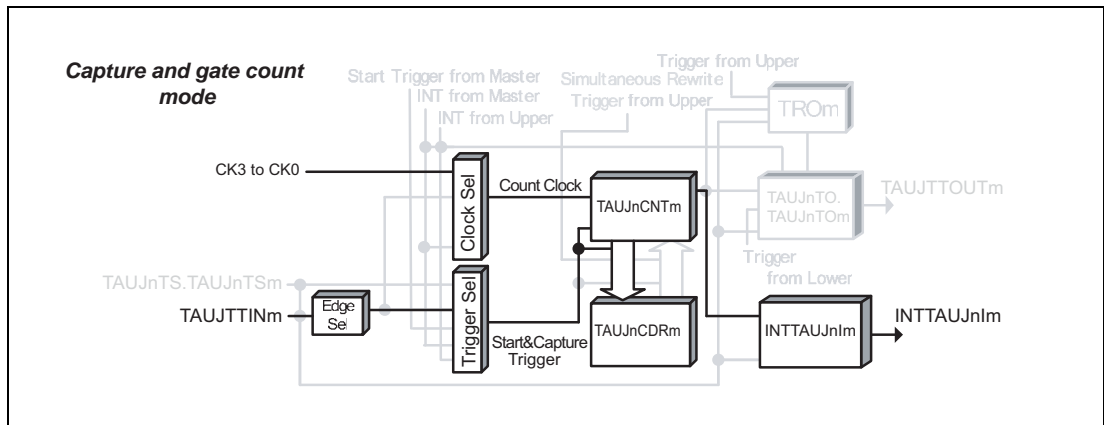 Capture and gate count
mode
Start Trigger from Master
INT from Master
INT from Upper
Simultaneous Rewrite
Trigger from Upper
Trigger from Upper
TROm
CK3 to CK0
Clock Sel
Count Clock
TAUJnCNTm
TAUJnTO.
TAUJnTOm
TAUJTTOUTm
Trigger
from Lower
TAUJnTS.TAUJnTSm
TAUJTTINm
Edge
Sel
Trigger Sel
Start&Capture
Trigger
TAUJnCDRm
INTTAUJnIm
INTTAUJnIm